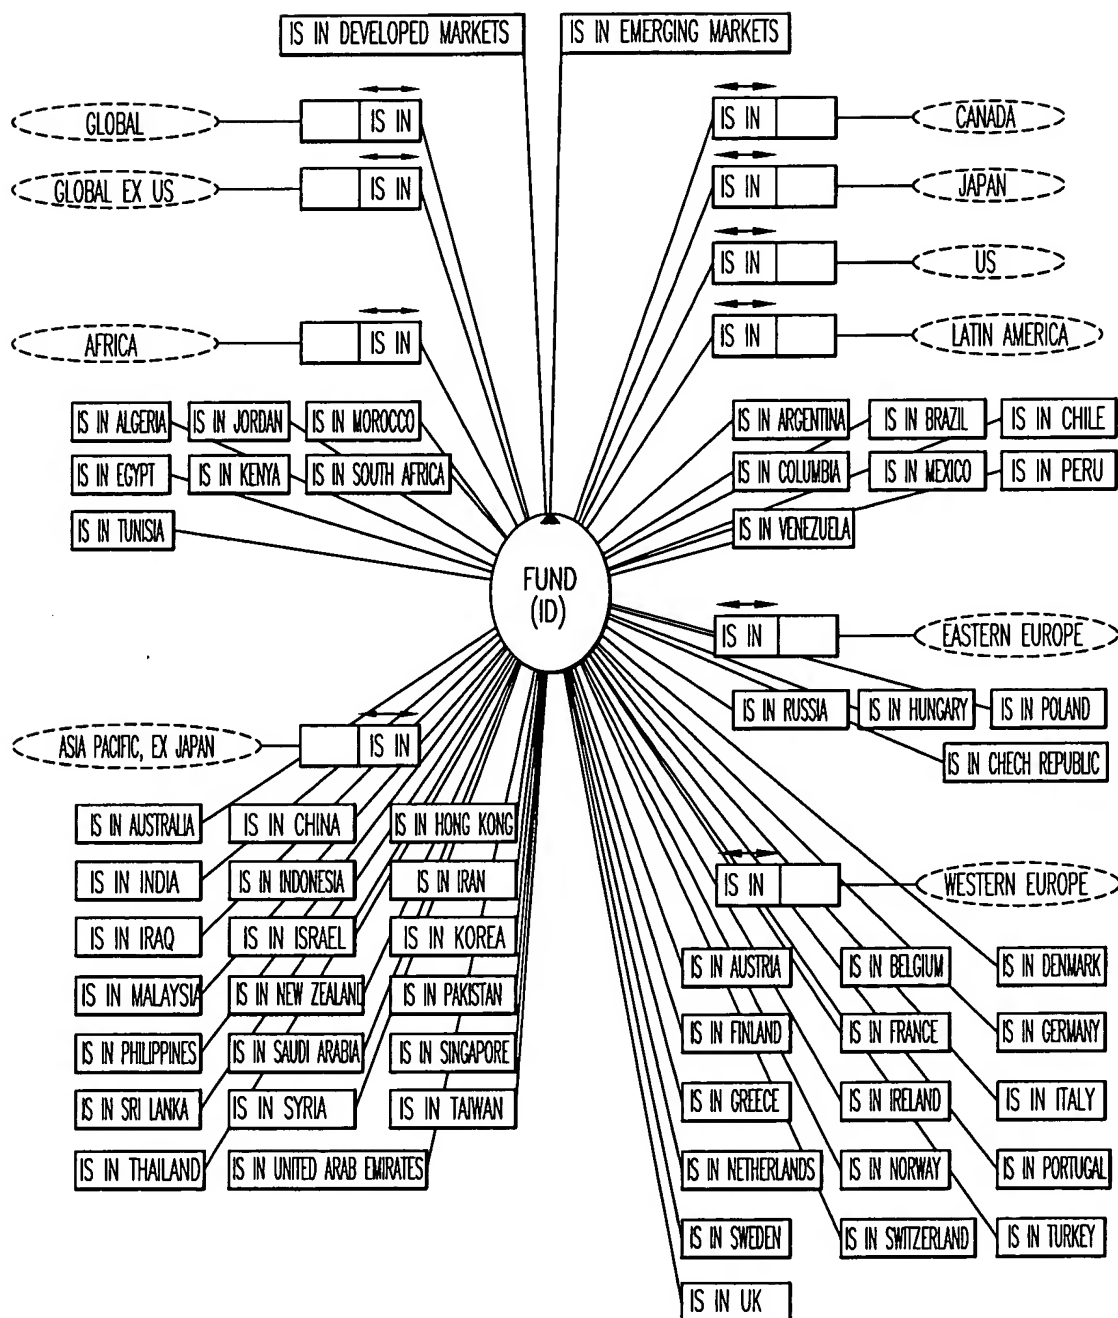 IS IN DEVELOPED MARKETS
IS IN EMERGING MARKETS
GLOBAL
IS IN
IS IN
CANADA
GLOBAL EX US
IS IN
IS IN
JAPAN
IS IN
US
AFRICA
IS IN
IS IN
LATIN AMERICA
IS IN ALGERIA
IS IN JORDAN
IS IN MOROCCO
IS IN ARGENTINA
IS IN BRAZIL
IS IN CHILE
IS IN EGYPT
IS IN KENYA
IS IN SOUTH AFRICA
IS IN COLUMBIA
IS IN MEXICO
IS IN PERU
IS IN TUNISIA
IS IN VENEZUELA
FUND
(ID)
IS IN
EASTERN EUROPE
IS IN RUSSIA
IS IN HUNGARY
IS IN POLAND
IS IN CHECH REPUBLIC
ASIA PACIFIC, EX JAPAN
IS IN
IS IN AUSTRALIA
IS IN CHINA
IS IN HONG KONG
IS IN INDIA
IS IN INDONESIA
IS IN IRAN
IS IN IRAQ
IS IN ISRAEL
IS IN KOREA
IS IN MALAYSIA
IS IN NEW ZEALAND
IS IN PAKISTAN
IS IN PHILIPPINES
IS IN SAUDI ARABIA
IS IN SINGAPORE
IS IN SRI LANKA
IS IN SYRIA
IS IN TAIWAN
IS IN THAILAND
IS IN UNITED ARAB EMIRATES
IS IN
WESTERN EUROPE
IS IN AUSTRIA
IS IN BELGIUM
IS IN DENMARK
IS IN FINLAND
IS IN FRANCE
IS IN GERMANY
IS IN GREECE
IS IN IRELAND
IS IN ITALY
IS IN NETHERLANDS
IS IN NORWAY
IS IN PORTUGAL
IS IN SWEDEN
IS IN SWITZERLAND
IS IN TURKEY
IS IN UK